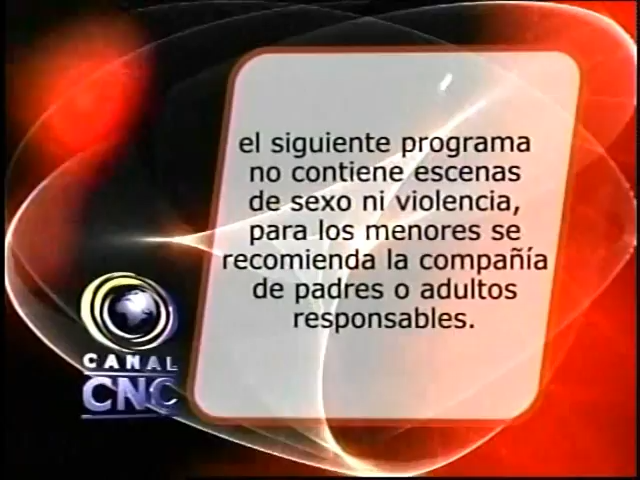 el siguiente programa
no contiene escenas
de sexo ni violencia,
para los menores se
recomienda la compañía
de padres o adultos
responsables.
CANAL
CNC